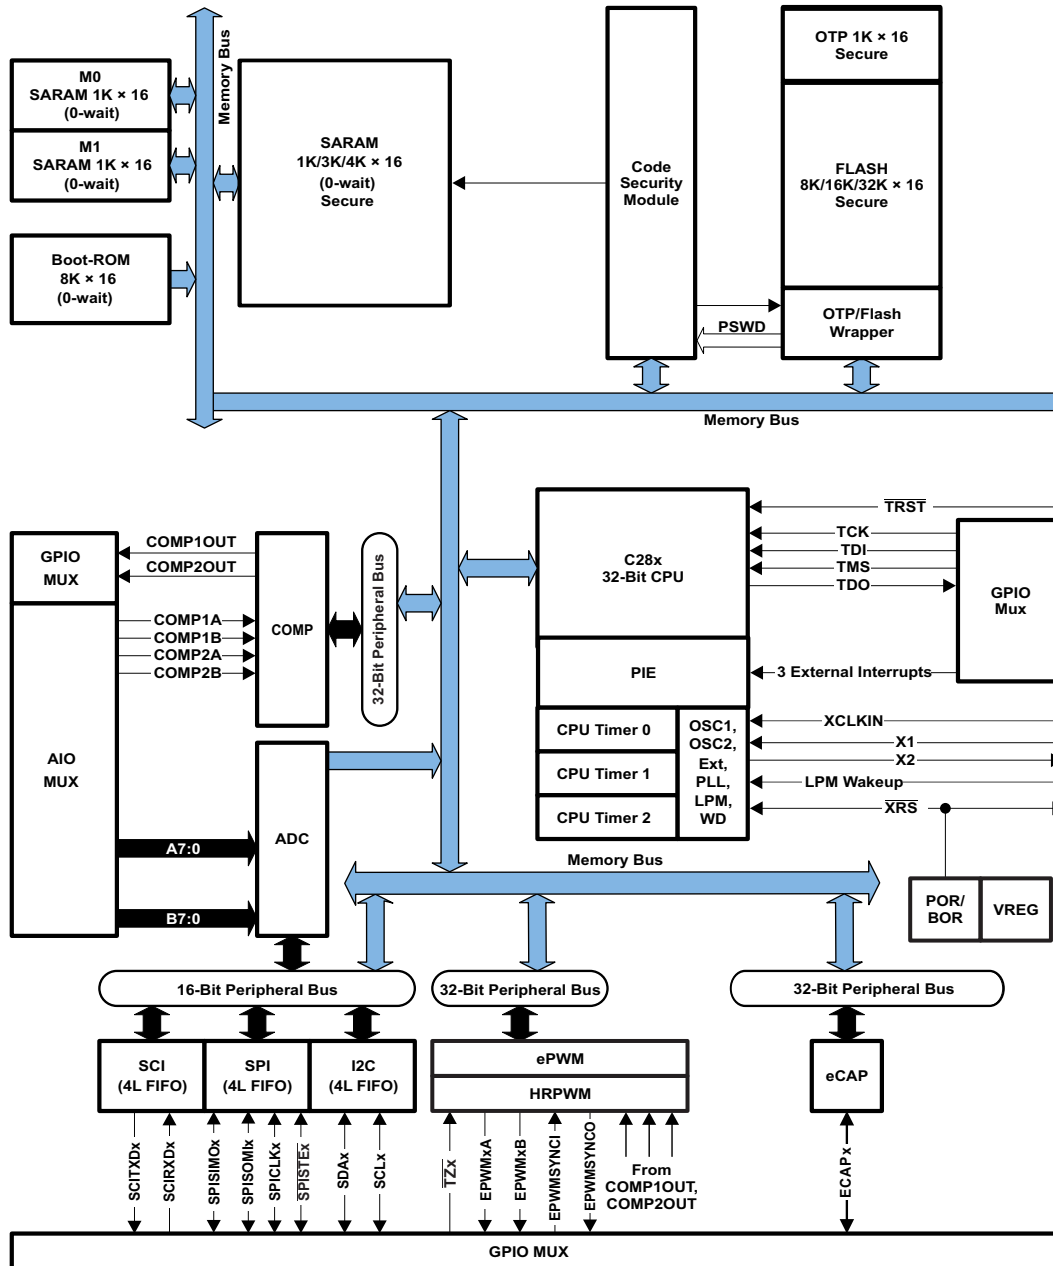 M0
SARAM 1K × 16
(0-wait)
M1
SARAM 1K × 16
(0-wait)
Boot-ROM
8K × 16
(0-wait)
Memory Bus
SARAM
1K/3K/4K × 16
(0-wait)
Secure
Code
Security
Module
OTP 1K × 16
Secure
FLASH
8K/16K/32K × 16
Secure
OTP/Flash
Wrapper
PSWD
Memory Bus
GPIO
MUX
AIO
MUX
COMP1OUT
COMP2OUT
COMP1A
COMP1B
COMP2A
COMP2B
COMP
32-Bit Peripheral Bus
A7:0
B7:0
ADC
C28x
32-Bit CPU
PIE
CPU Timer 0
CPU Timer 1
CPU Timer 2
OSC1,
OSC2,
Ext,
PLL,
LPM,
WD
TRST
TCK
TDI
TMS
TDO
GPIO
Mux
3 External Interrupts
XCLKIN
X1
X2
LPM Wakeup
XRS
POR/
BOR
VREG
Memory Bus
16-Bit Peripheral Bus
32-Bit Peripheral Bus
32-Bit Peripheral Bus
SCI
(4L FIFO)
SPI
(4L FIFO)
I2C
(4L FIFO)
ePWM
HRPWM
eCAP
SCITXDx
SCIRXDx
SPISIMOx
SPISOMIx
SPICLKx
SPISTEx
SDAx
SCLx
TZx
EPWMxA
EPWMxB
EPWMSYNCI
EPWMSYNCO
From
COMP1OUT,
COMP2OUT
ECAPx
GPIO MUX